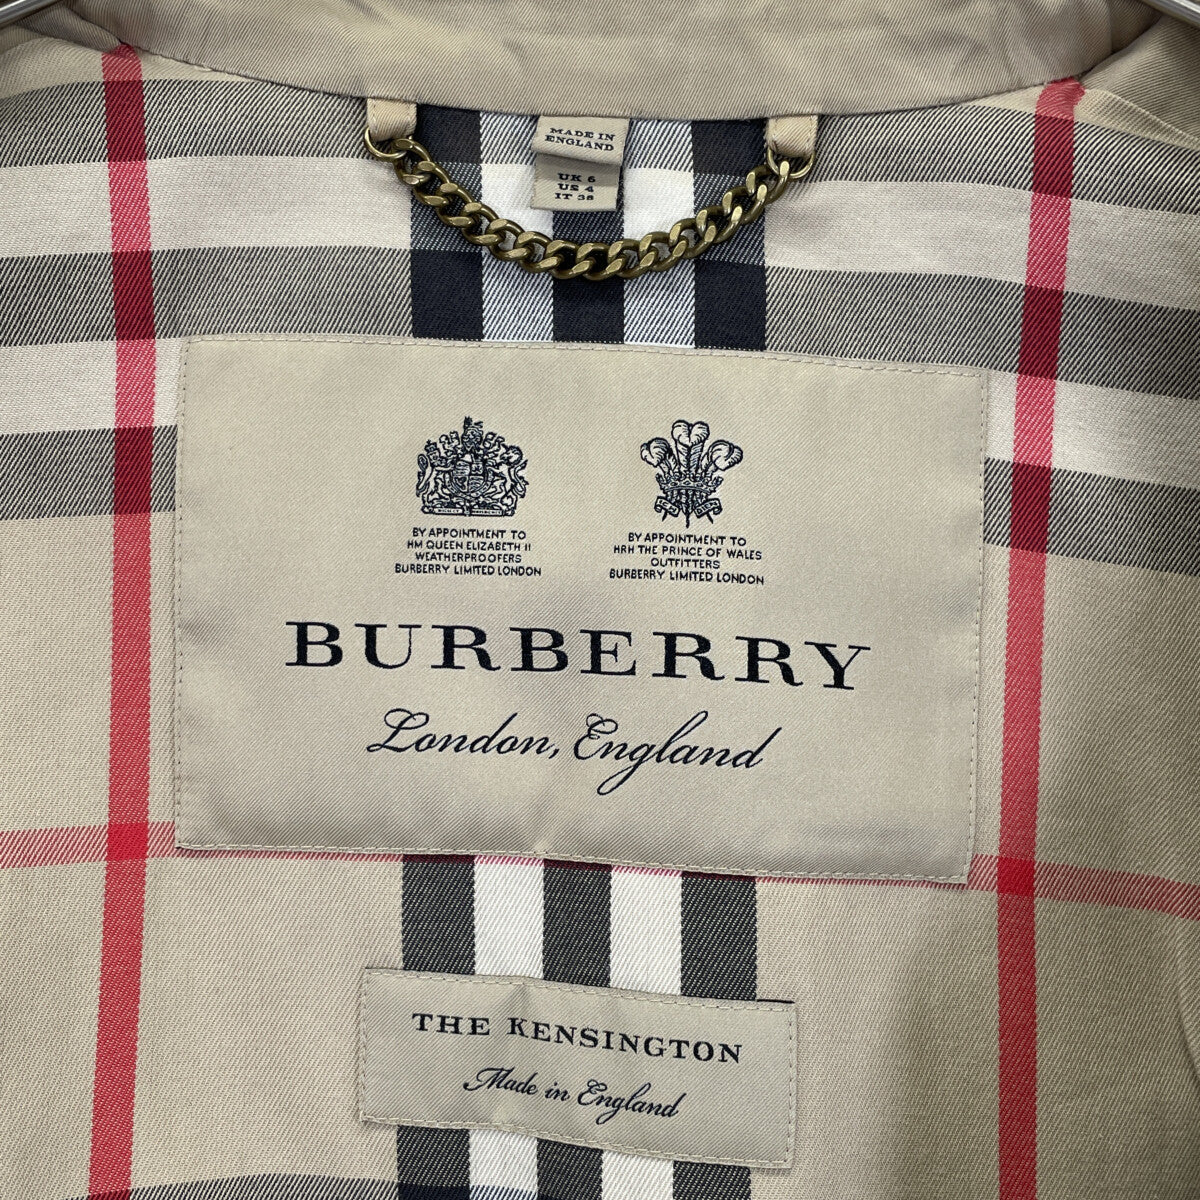 MADE IN
ENGLAND
UK 6
US 4
IT 38
BY APPOINTMENT TO
HM QUEEN ELIZABETH II
WEATHERPROOFERS
BURBERRY LIMITED LONDON
BY APPOINTMENT TO
HRH THE PRINCE OF WALES
OUTFITTERS
BURBERRY LIMITED LONDON
BURBERRY
London, England
THE KENSINGTON
Made in England